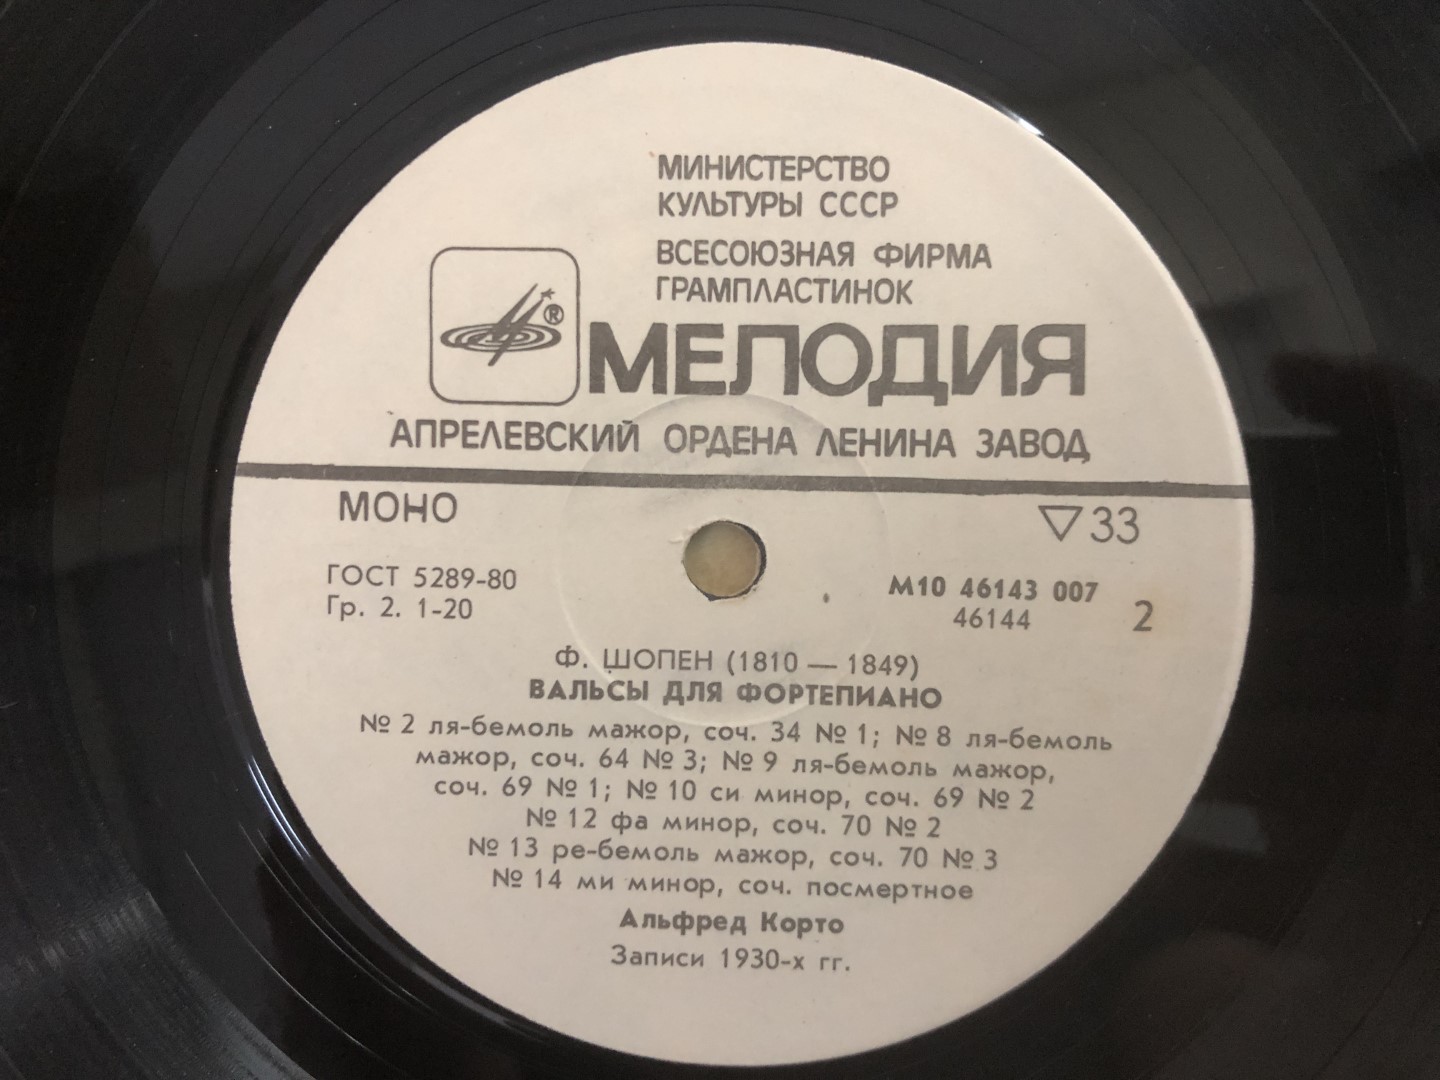 МИНИСТЕРСТВО
КУЛЬТУРЫ СССР
ВСЕСОЮЗНАЯ ФИРМА
ГРАМПЛАСТИНОК
®
МЕЛОДИЯ
АПРЕЛЕВСКИЙ ОРДЕНА ЛЕНИНА ЗАВОД
МОНО
▽33
ГОСТ 5289-80
Гр. 2. 1-20
М10 46143 007
46144
2
Ф. ШОПЕН (1810 — 1849)
ВАЛЬСЫ ДЛЯ ФОРТЕПИАНО
№ 2 ля-бемоль мажор, соч. 34 № 1; № 8 ля-бемоль
мажор, соч. 64 № 3; № 9 ля-бемоль мажор,
соч. 69 № 1; № 10 си минор, соч. 69 № 2
№ 12 фа минор, соч. 70 № 2
№ 13 ре-бемоль мажор, соч. 70 № 3
№ 14 ми минор, соч. посмертное
Альфред Корто
Записи 1930-х гг.